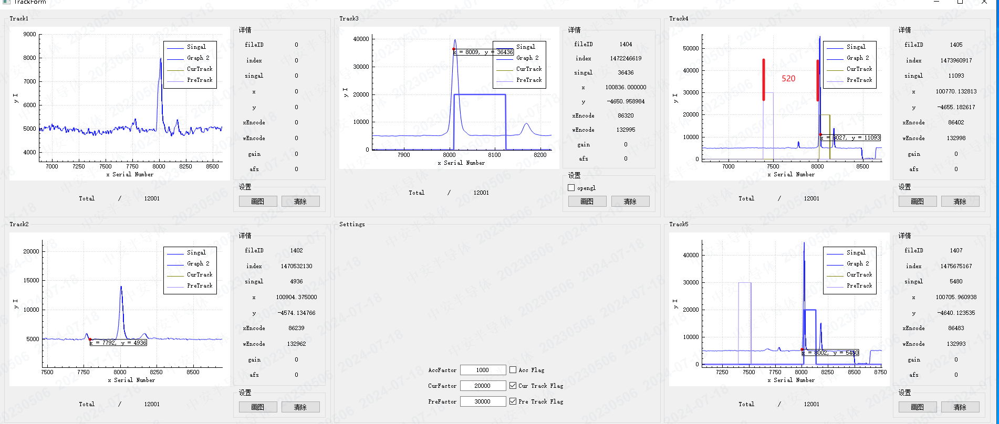 TrackForm
Track1
9000
8000
7000
6000
5000
4000
y I
7000 7250 7500 7750 8000 8250 8500
x Serial Number
Singal
Graph 2
CurTrack
PreTrack
Total / 12001
详情
fileID 0
index 0
singal 0
x 0
y 0
xEncode 0
wEncode 0
gain 0
afs 0
设置
画图 清除
Track3
40000
30000
20000
10000
0
y I
7900 8000 8100 8200
x Serial Number
x = 8009, y = 36436
Singal
Graph 2
CurTrack
PreTrack
Total / 12001
详情
fileID 1404
index 1472246619
singal 36436
x 100836.000000
y -4650.958984
xEncode 86320
wEncode 132995
gain 0
afs 0
设置
opengl
画图 清除
Track4
50000
40000
30000
20000
10000
0
y I
7000 7500 8000 8500
x Serial Number
520
x = 8027, y = 11093
Singal
Graph 2
CurTrack
PreTrack
Total / 12001
详情
fileID 1405
index 1473960917
singal 11093
x 100770.132813
y -4655.182617
xEncode 86402
wEncode 132998
gain 0
afs 0
设置
画图 清除
Track2
20000
15000
10000
5000
y I
7500 7750 8000 8250 8500
x Serial Number
x = 7792, y = 4936
Singal
Graph 2
CurTrack
PreTrack
Total / 12001
详情
fileID 1402
index 1470532130
singal 4936
x 100904.375000
y -4574.134766
xEncode 86239
wEncode 132962
gain 0
afs 0
设置
画图 清除
Settings
AccFactor 1000 Acc Flag
CurFactor 20000 Cur Track Flag
PreFactor 30000 Pre Track Flag
Track5
40000
30000
20000
10000
0
y I
7250 7500 7750 8000 8250 8500 8750
x Serial Number
x = 8002, y = 5480
Singal
Graph 2
CurTrack
PreTrack
Total / 12001
详情
fileID 1407
index 1475675167
singal 5480
x 100705.960938
y -4640.123535
xEncode 86483
wEncode 132993
gain 0
afs 0
设置
画图 清除
中安半导体 20230506 2024-07-18